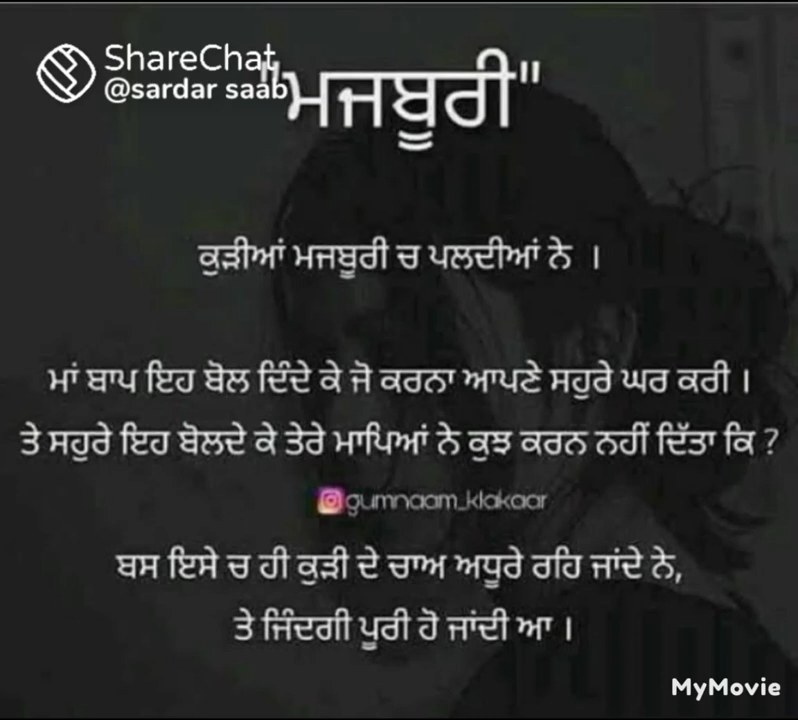 ShareChat
@sardar saab
"ਮਜਬੂਰੀ"
ਕੁੜੀਆਂ ਮਜਬੂਰੀ ਚ ਪਲਦੀਆਂ ਨੇ ।
ਮਾਂ ਬਾਪ ਇਹ ਬੋਲ ਦਿੰਦੇ ਕੇ ਜੋ ਕਰਨਾ ਆਪਣੇ ਸਹੁਰੇ ਘਰ ਕਰੀ ।
ਤੇ ਸਹੁਰੇ ਇਹ ਬੋਲਦੇ ਕੇ ਤੇਰੇ ਮਾਪਿਆਂ ਨੇ ਕੁਝ ਕਰਨ ਨਹੀਂ ਦਿੱਤਾ ਕਿ ?
gumnaam_klakaar
ਬਸ ਇਸੇ ਚ ਹੀ ਕੁੜੀ ਦੇ ਚਾਅ ਅਧੂਰੇ ਰਹਿ ਜਾਂਦੇ ਨੇ,
ਤੇ ਜਿੰਦਗੀ ਪੂਰੀ ਹੋ ਜਾਂਦੀ ਆ ।
MyMovie